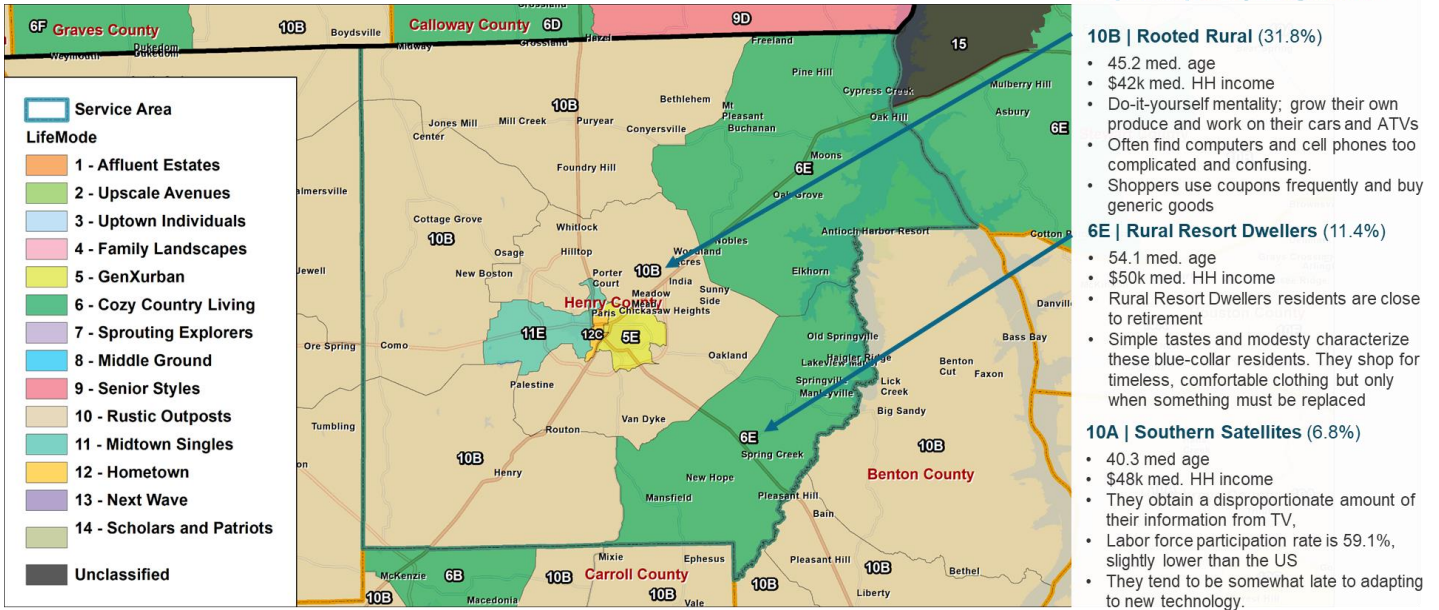 6F
Graves County
10B
Boydsville
Calloway County
6D
9D
15
Dukedom
Dukedom
Weymouth
Midway
Crossland
Hazel
Freeland
Service Area
LifeMode
1 - Affluent Estates
2 - Upscale Avenues
3 - Uptown Individuals
4 - Family Landscapes
5 - GenXurban
6 - Cozy Country Living
7 - Sprouting Explorers
8 - Middle Ground
9 - Senior Styles
10 - Rustic Outposts
11 - Midtown Singles
12 - Hometown
13 - Next Wave
14 - Scholars and Patriots
Unclassified
Pine Hill
Cypress Creek
Mulberry Hill
Asbury
Oak Hill
6E
10B
Bethlehem
Mt
Pleasant
Buchanan
Jones Mill
Mill Creek
Puryear
Conyersville
Center
Foundry Hill
Moons
6E
Oak Grove
almersville
Cottage Grove
10B
Whitlock
Antioch Harbor Resort
Cotton
Osage
Hilltop
Nobles
Woodland
Acres
Jewell
New Boston
Porter
Court
10B
India
Elkhorn
Sunny
Side
Henry County
Meadow
Mead
Paris
Chickasaw Heights
Danvill
11E
12C
5E
Old Springville
Bass Bay
Ore Spring
Como
Oakland
Haigler Ridge
Springville
Manleyville
Benton
Cut
Faxon
Palestine
Lick
Creek
Big Sandy
Tumbling
Van Dyke
Routon
6E
10B
10B
Spring Creek
Henry
Benton County
New Hope
Mansfield
Pleasant Hill
Bain
Mixie
Ephesus
Pleasant Hill
McKenzie
6B
10B
Carroll County
10B
10B
Bethel
10B
Macedonia
10B
Vale
Liberty
10B | Rooted Rural (31.8%)
• 45.2 med. age
• $42k med. HH income
• Do-it-yourself mentality; grow their own
produce and work on their cars and ATVs
• Often find computers and cell phones too
complicated and confusing.
• Shoppers use coupons frequently and buy
generic goods
6E | Rural Resort Dwellers (11.4%)
• 54.1 med. age
• $50k med. HH income
• Rural Resort Dwellers residents are close
to retirement
• Simple tastes and modesty characterize
these blue-collar residents. They shop for
timeless, comfortable clothing but only
when something must be replaced
10A | Southern Satellites (6.8%)
• 40.3 med age
• $48k med. HH income
• They obtain a disproportionate amount of
their information from TV,
• Labor force participation rate is 59.1%,
slightly lower than the US
• They tend to be somewhat late to adapting
to new technology.